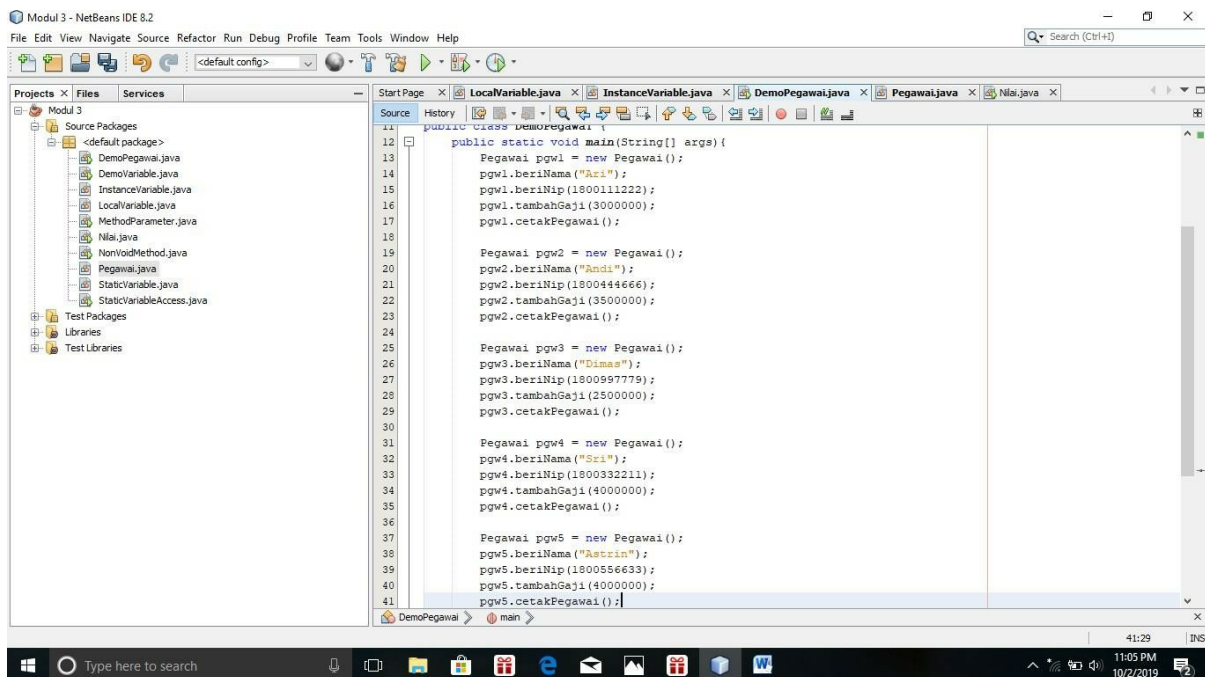 Modul 3 - NetBeans IDE 8.2
File Edit View Navigate Source Refactor Run Debug Profile Team Tools Window Help
Search (Ctrl+I)
<default config>
Projects Files Services
Start Page LocalVariable.java InstanceVariable.java DemoPegawai.java Pegawai.java Nilai.java
Source History
Modul 3
Source Packages
<default package>
DemoPegawai.java
DemoVariable.java
InstanceVariable.java
LocalVariable.java
MethodParameter.java
Nilai.java
NonVoidMethod.java
Pegawai.java
StaticVariable.java
StaticVariableAccess.java
Test Packages
Libraries
Test Libraries
11 public class DemoPegawai {
12 public static void main(String[] args){
13 Pegawai pgw1 = new Pegawai();
14 pgw1.beriNama("Ari");
15 pgw1.beriNip(1800111222);
16 pgw1.tambahGaji(3000000);
17 pgw1.cetakPegawai();
18
19 Pegawai pgw2 = new Pegawai();
20 pgw2.beriNama("Andi");
21 pgw2.beriNip(1800444666);
22 pgw2.tambahGaji(3500000);
23 pgw2.cetakPegawai();
24
25 Pegawai pgw3 = new Pegawai();
26 pgw3.beriNama("Dimas");
27 pgw3.beriNip(1800997779);
28 pgw3.tambahGaji(2500000);
29 pgw3.cetakPegawai();
30
31 Pegawai pgw4 = new Pegawai();
32 pgw4.beriNama("Sri");
33 pgw4.beriNip(1800332211);
34 pgw4.tambahGaji(4000000);
35 pgw4.cetakPegawai();
36
37 Pegawai pgw5 = new Pegawai();
38 pgw5.beriNama("Astrin");
39 pgw5.beriNip(1800556633);
40 pgw5.tambahGaji(4000000);
41 pgw5.cetakPegawai();
DemoPegawai main
41:29 INS
Type here to search
11:05 PM
10/2/2019